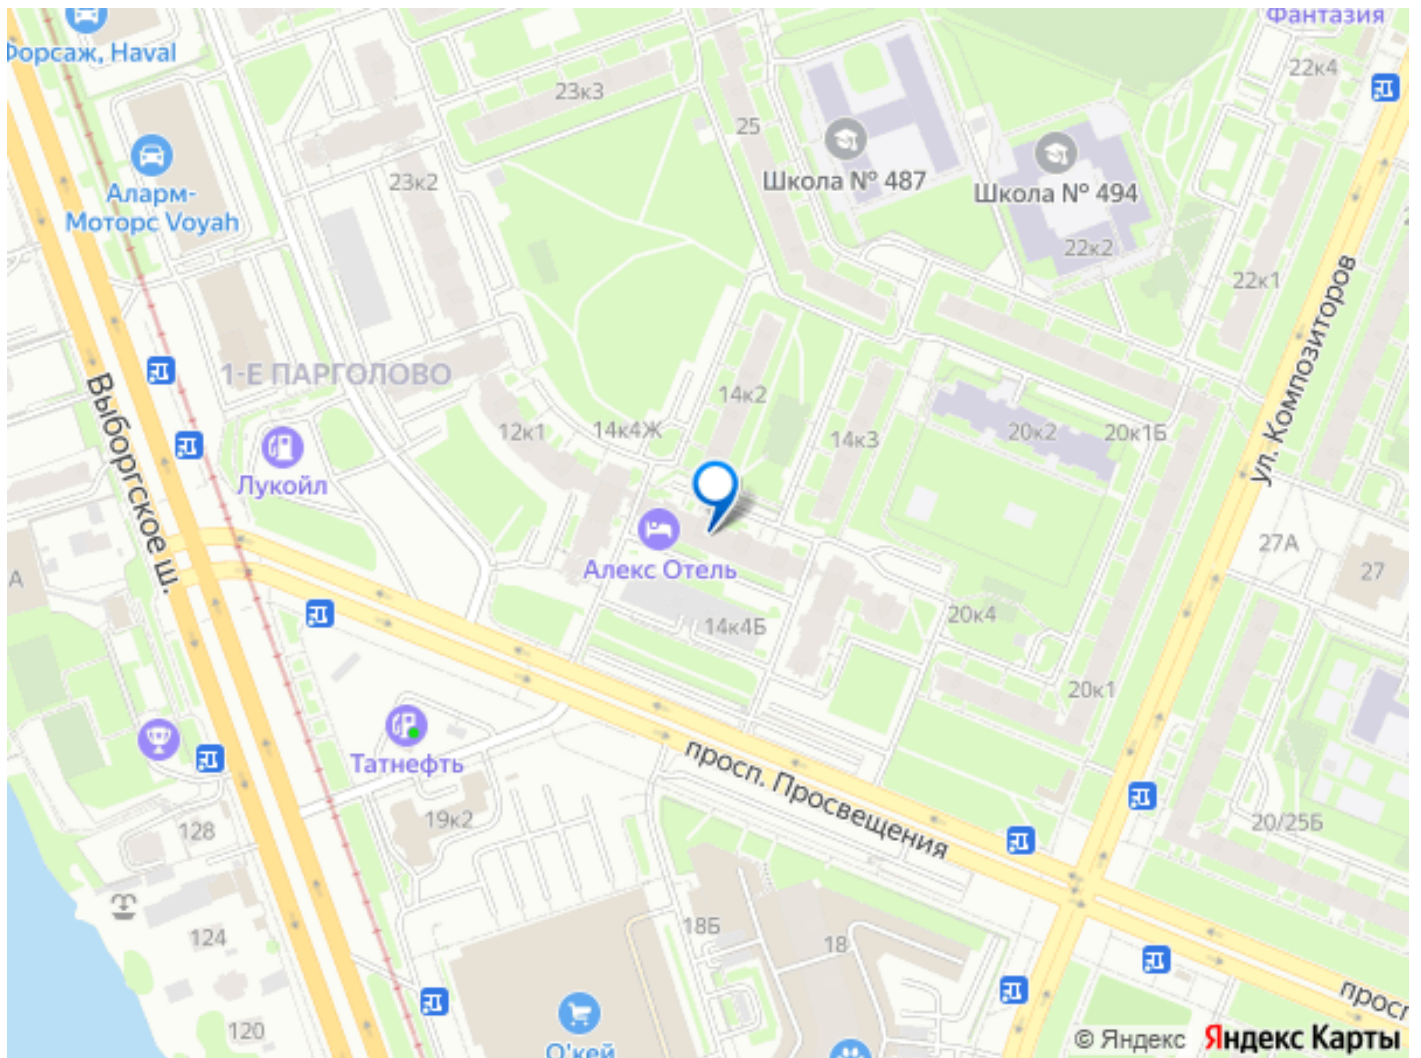 Фантазия
Форсаж, Haval
22к4
23к3
25
Аларм-
Моторс Voyah
23к2
Школа № 487
Школа № 494
22к2
22к1
ул. Композиторов
1-Е ПАРГОЛОВО
Выборгское ш.
14к2
12к1
14к4Ж
14к3
20к2
20к1Б
Лукойл
27А
27
А
Алекс Отель
14к4Б
20к4
20к1
Татнефть
просп. Просвещения
19к2
128
20/25Б
124
18Б
18
120
О'кей
просп
© Яндекс Яндекс Карты